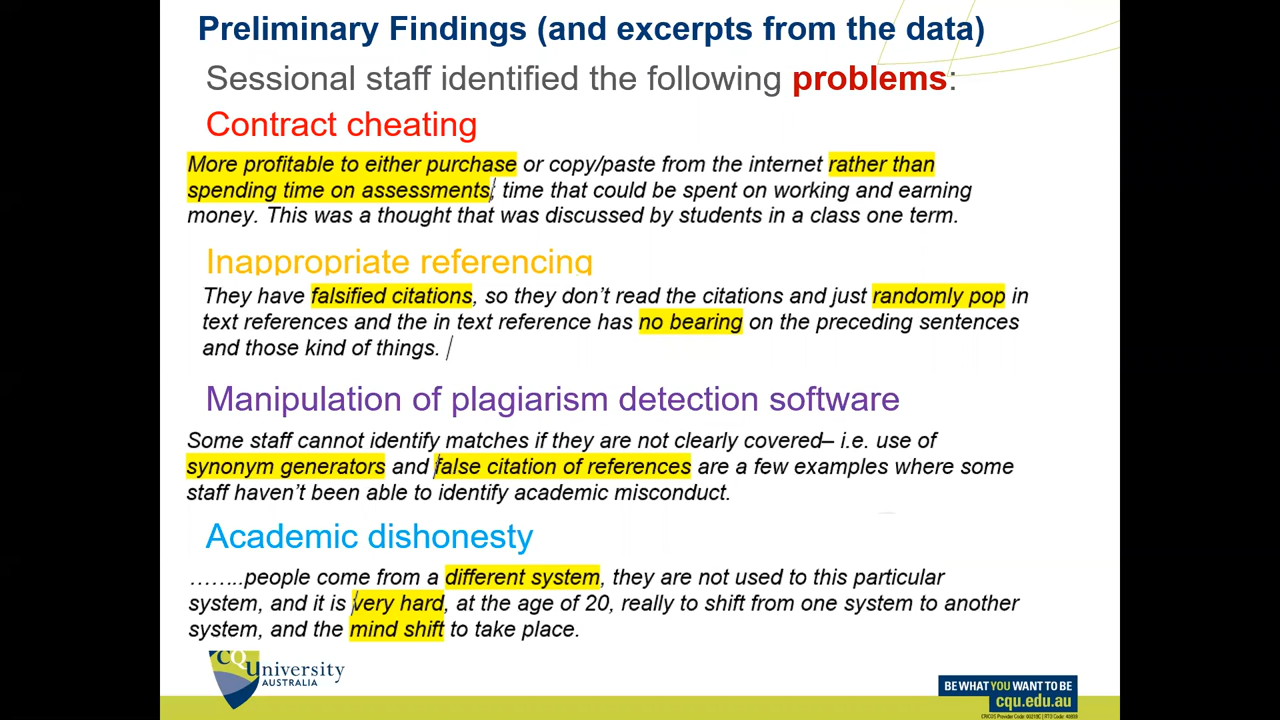 Preliminary Findings (and excerpts from the data)
Sessional staff identified the following problems:
Contract cheating
More profitable to either purchase or copy/paste from the internet rather than
spending time on assessments, time that could be spent on working and earning
money. This was a thought that was discussed by students in a class one term.
Inappropriate referencing
They have falsified citations, so they don't read the citations and just randomly pop in
text references and the in text reference has no bearing on the preceding sentences
and those kind of things.
Manipulation of plagiarism detection software
Some staff cannot identify matches if they are not clearly covered– i.e. use of
synonym generators and false citation of references are a few examples where some
staff haven't been able to identify academic misconduct.
Academic dishonesty
……..people come from a different system, they are not used to this particular
system, and it is very hard, at the age of 20, really to shift from one system to another
system, and the mind shift to take place.
CQUniversity
AUSTRALIA
BE WHAT YOU WANT TO BE
cqu.edu.au